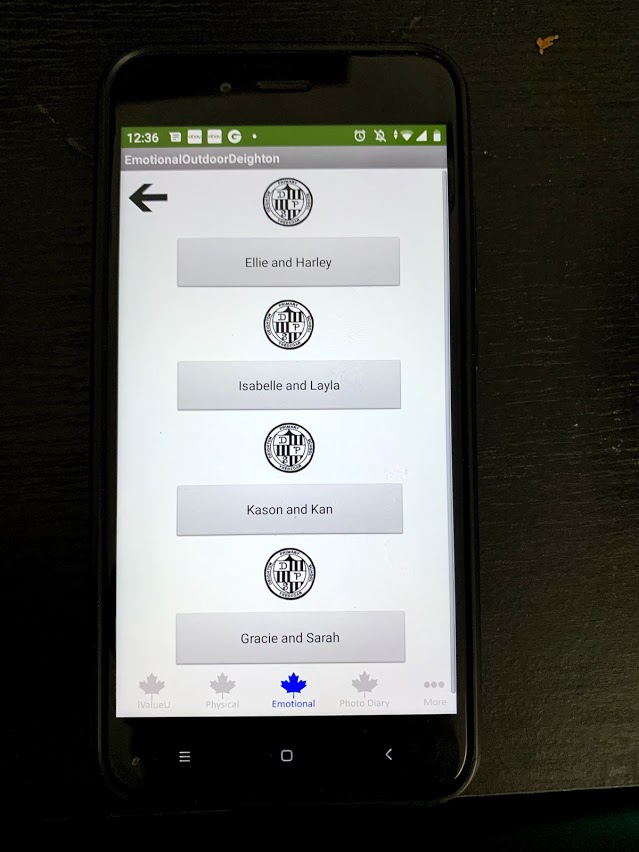 12:36
EmotionalOutdoorDeighton
Ellie and Harley
Isabelle and Layla
Kason and Kan
Gracie and Sarah
iValueU Physical Emotional Photo Diary More